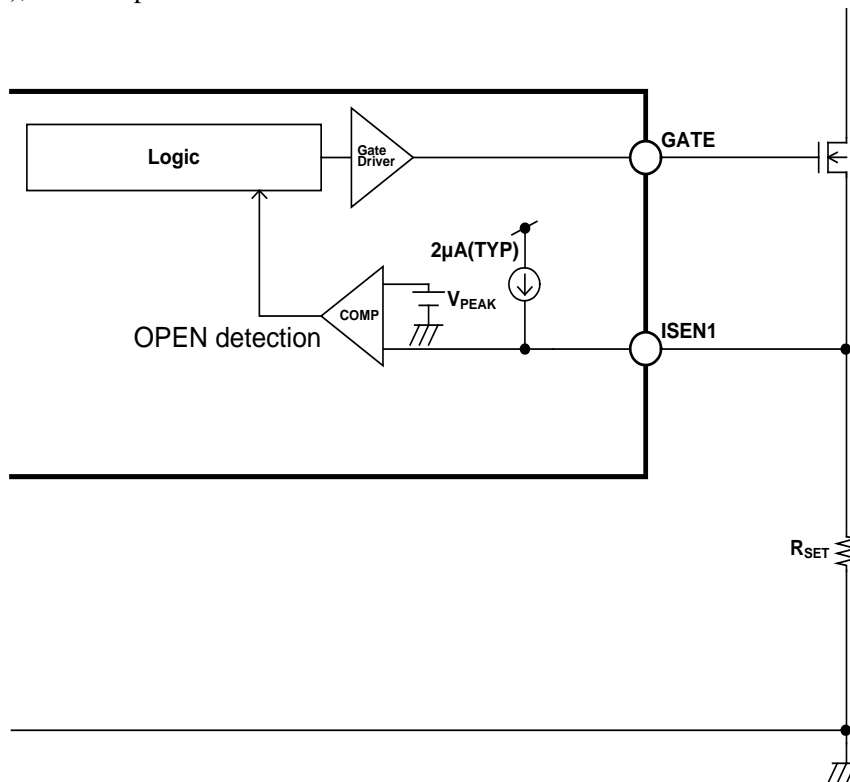 GATE
Logic
Gate
Driver
2µA(TYP)
VPEAK
COMP
ISEN1
OPEN detection
RSET